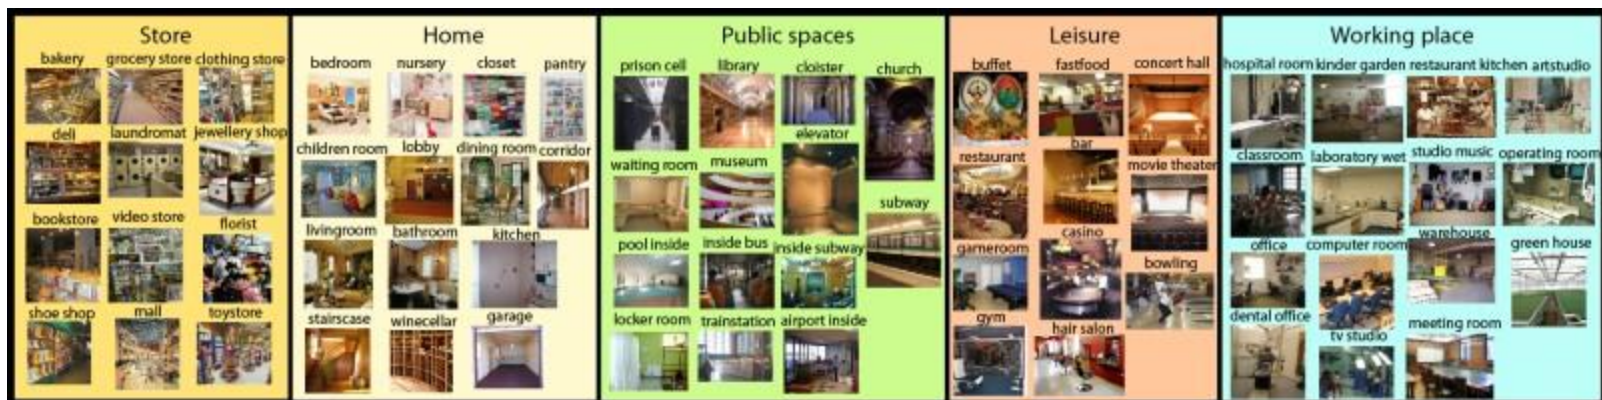 Store
bakery grocery store clothing store
deli laundromat jewellery shop
bookstore video store florist
shoe shop mall toystore
Home
bedroom nursery closet pantry
children room lobby dining room corridor
livingroom bathroom kitchen
stairscase winecellar garage
Public spaces
prison cell library cloister church
waiting room museum elevator
subway
pool inside inside bus inside subway
locker room trainstation airport inside
Leisure
buffet fastfood concert hall
restaurant bar movie theater
gameroom casino bowling
gym hair salon
Working place
hospital room kinder garden restaurant kitchen artstudio
classroom laboratory wet studio music operating room
office computer room warehouse green house
dental office tv studio meeting room